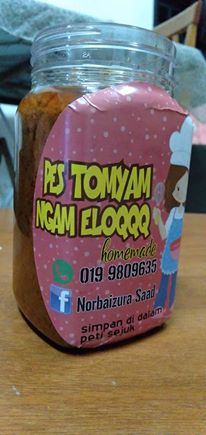 PES TOMYAM
NGAM ELOQQQ
homemade
019 9809635
Norbaizura Saad
simpan di dalam
peti sejuk